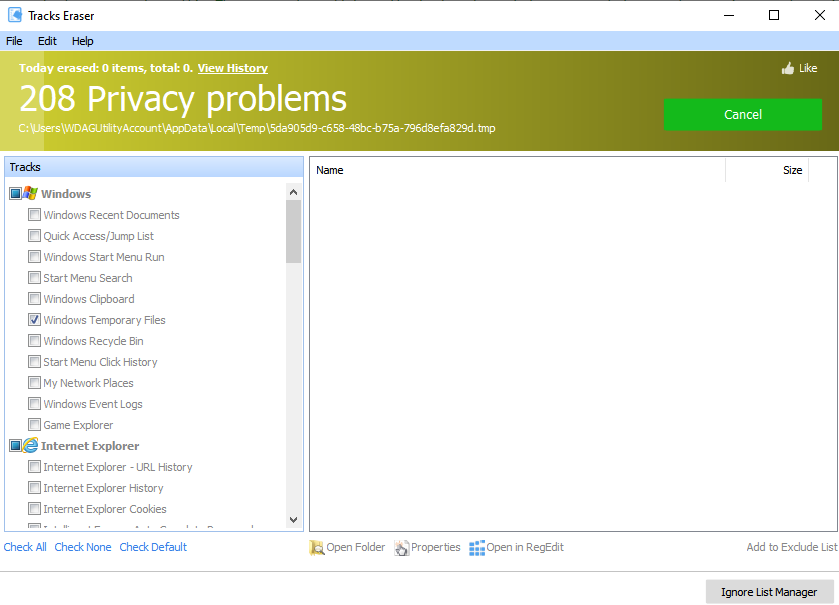 Tracks Eraser
File Edit Help
Today erased: 0 items, total: 0. View History
Like
208 Privacy problems
Cancel
C:\Users\WDAGUtilityAccount\AppData\Local\Temp\5da905d9-c658-48bc-b75a-796d8efa829d.tmp
Tracks
Windows
Windows Recent Documents
Quick Access/Jump List
Windows Start Menu Run
Start Menu Search
Windows Clipboard
Windows Temporary Files
Windows Recycle Bin
Start Menu Click History
My Network Places
Windows Event Logs
Game Explorer
Internet Explorer
Internet Explorer - URL History
Internet Explorer History
Internet Explorer Cookies
Name Size
Check All Check None Check Default
Open Folder Properties Open in RegEdit Add to Exclude List
Ignore List Manager